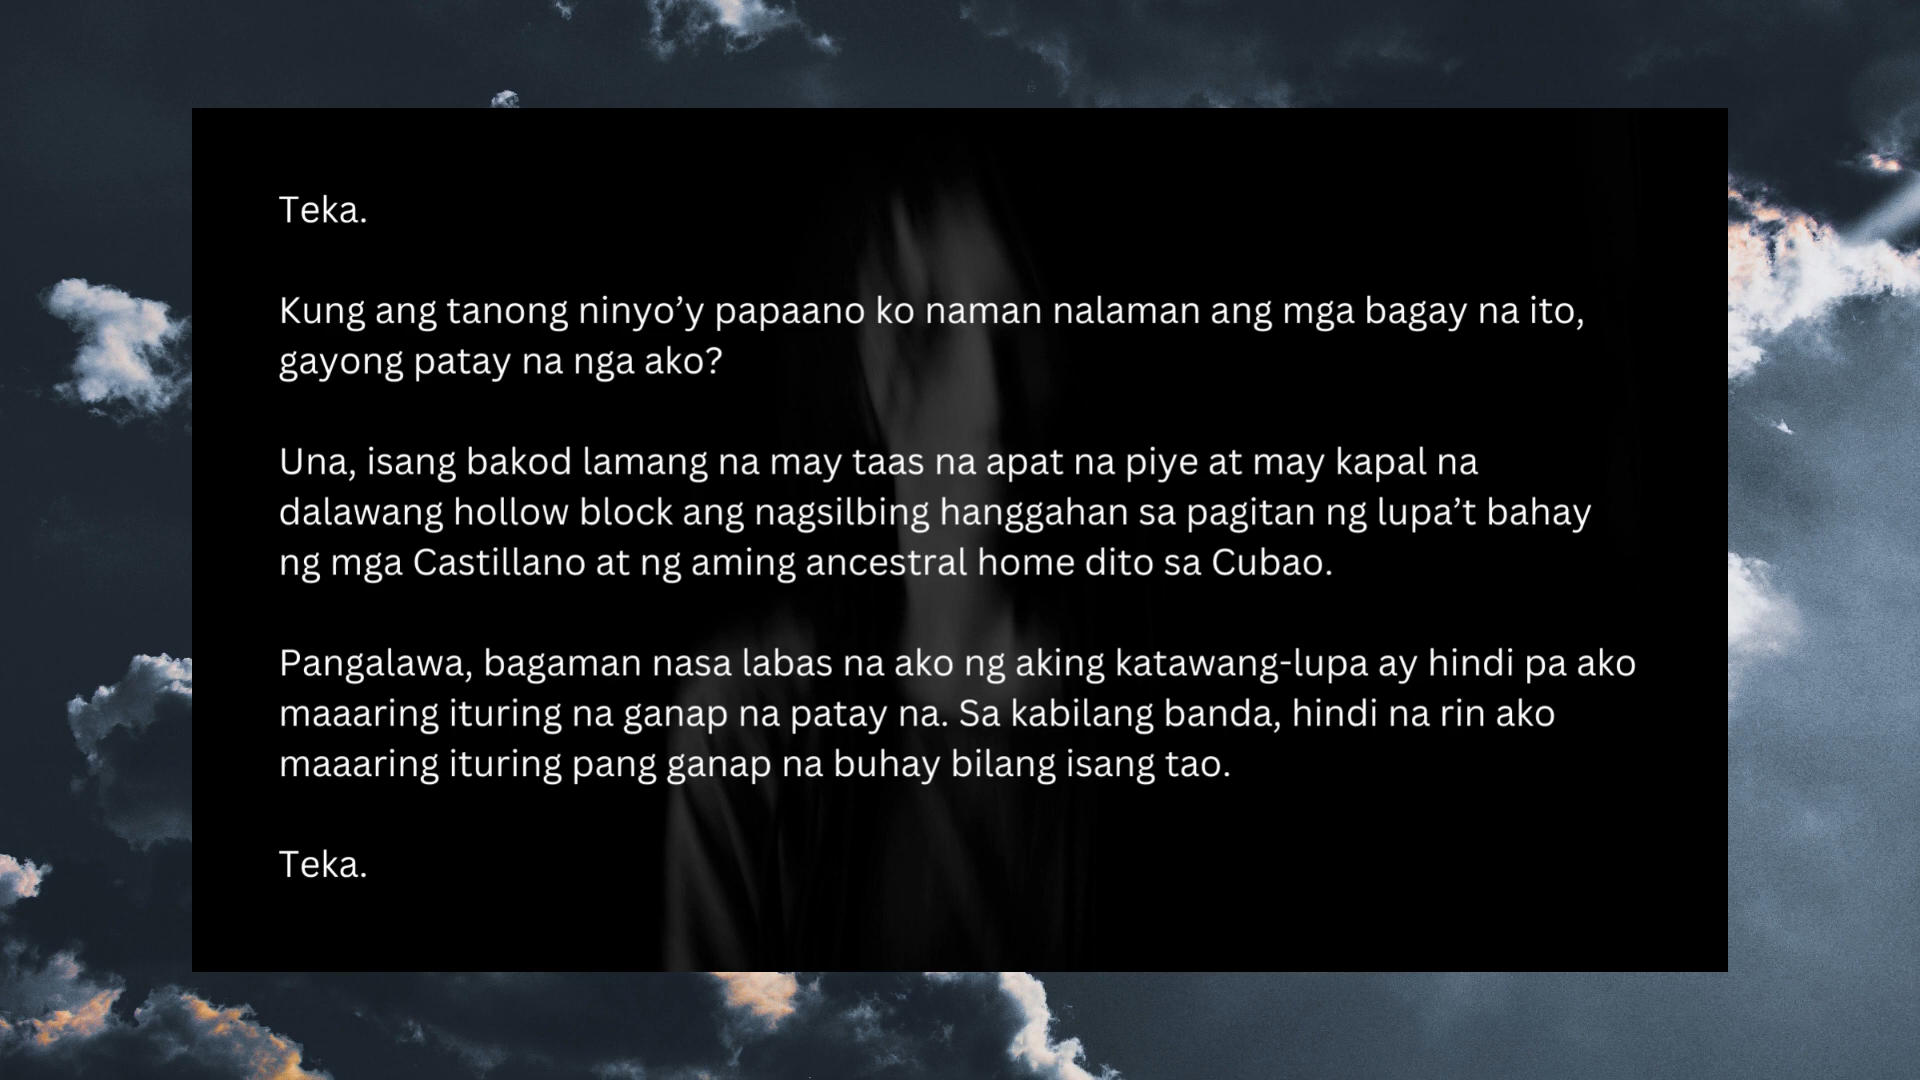 Teka.
Kung ang tanong ninyo’y papaano ko naman nalaman ang mga bagay na ito,
gayong patay na nga ako?
Una, isang bakod lamang na may taas na apat na piye at may kapal na
dalawang hollow block ang nagsilbing hanggahan sa pagitan ng lupa’t bahay
ng mga Castillano at ng aming ancestral home dito sa Cubao.
Pangalawa, bagaman nasa labas na ako ng aking katawang-lupa ay hindi pa ako
maaaring ituring na ganap na patay na. Sa kabilang banda, hindi na rin ako
maaaring ituring pang ganap na buhay bilang isang tao.
Teka.